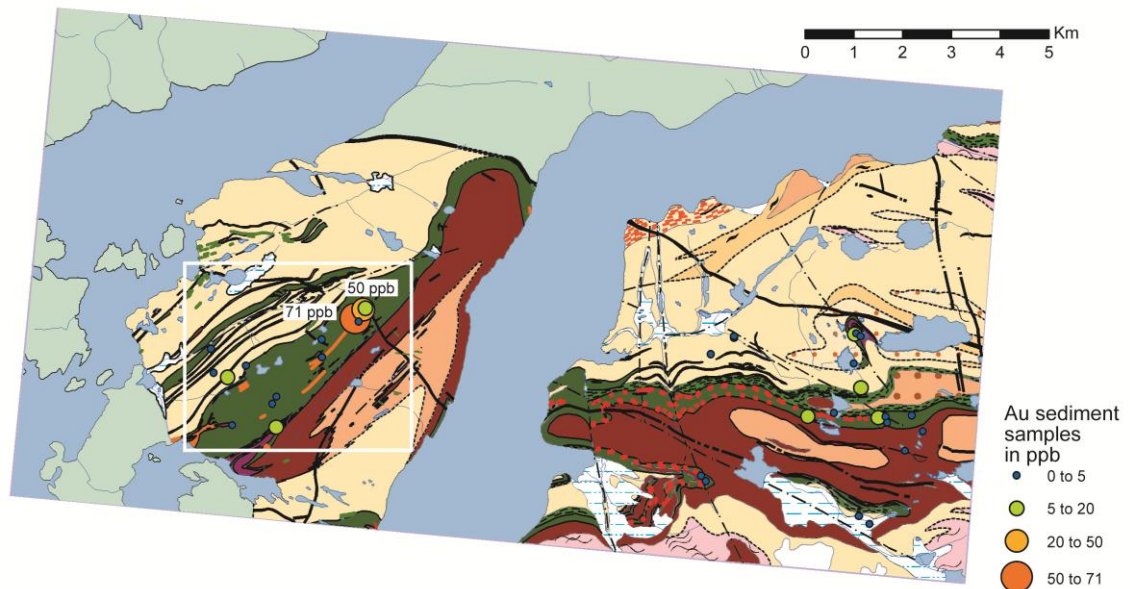 Km
0 1 2 3 4 5
50 ppb
71 ppb
Au sediment
samples
in ppb
0 to 5
5 to 20
20 to 50
50 to 71